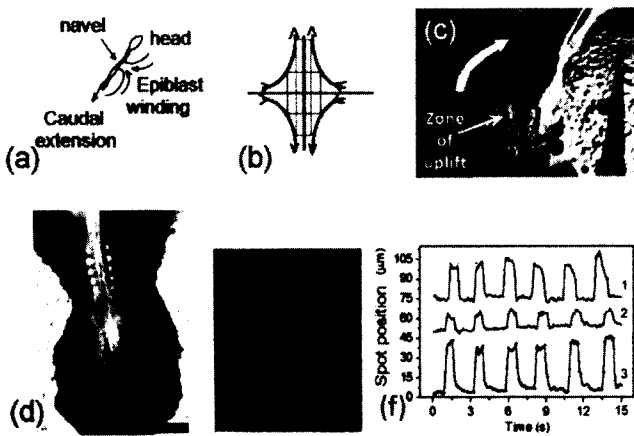 navel
head
Epiblast
winding
Caudal
extension
(a)
(b)
(c)
Zone
of
uplift
(d)
(f)
Spot position (μm)
105
90
75
60
45
30
15
0
1
2
3
0 3 6 9 12 15
Time (s)